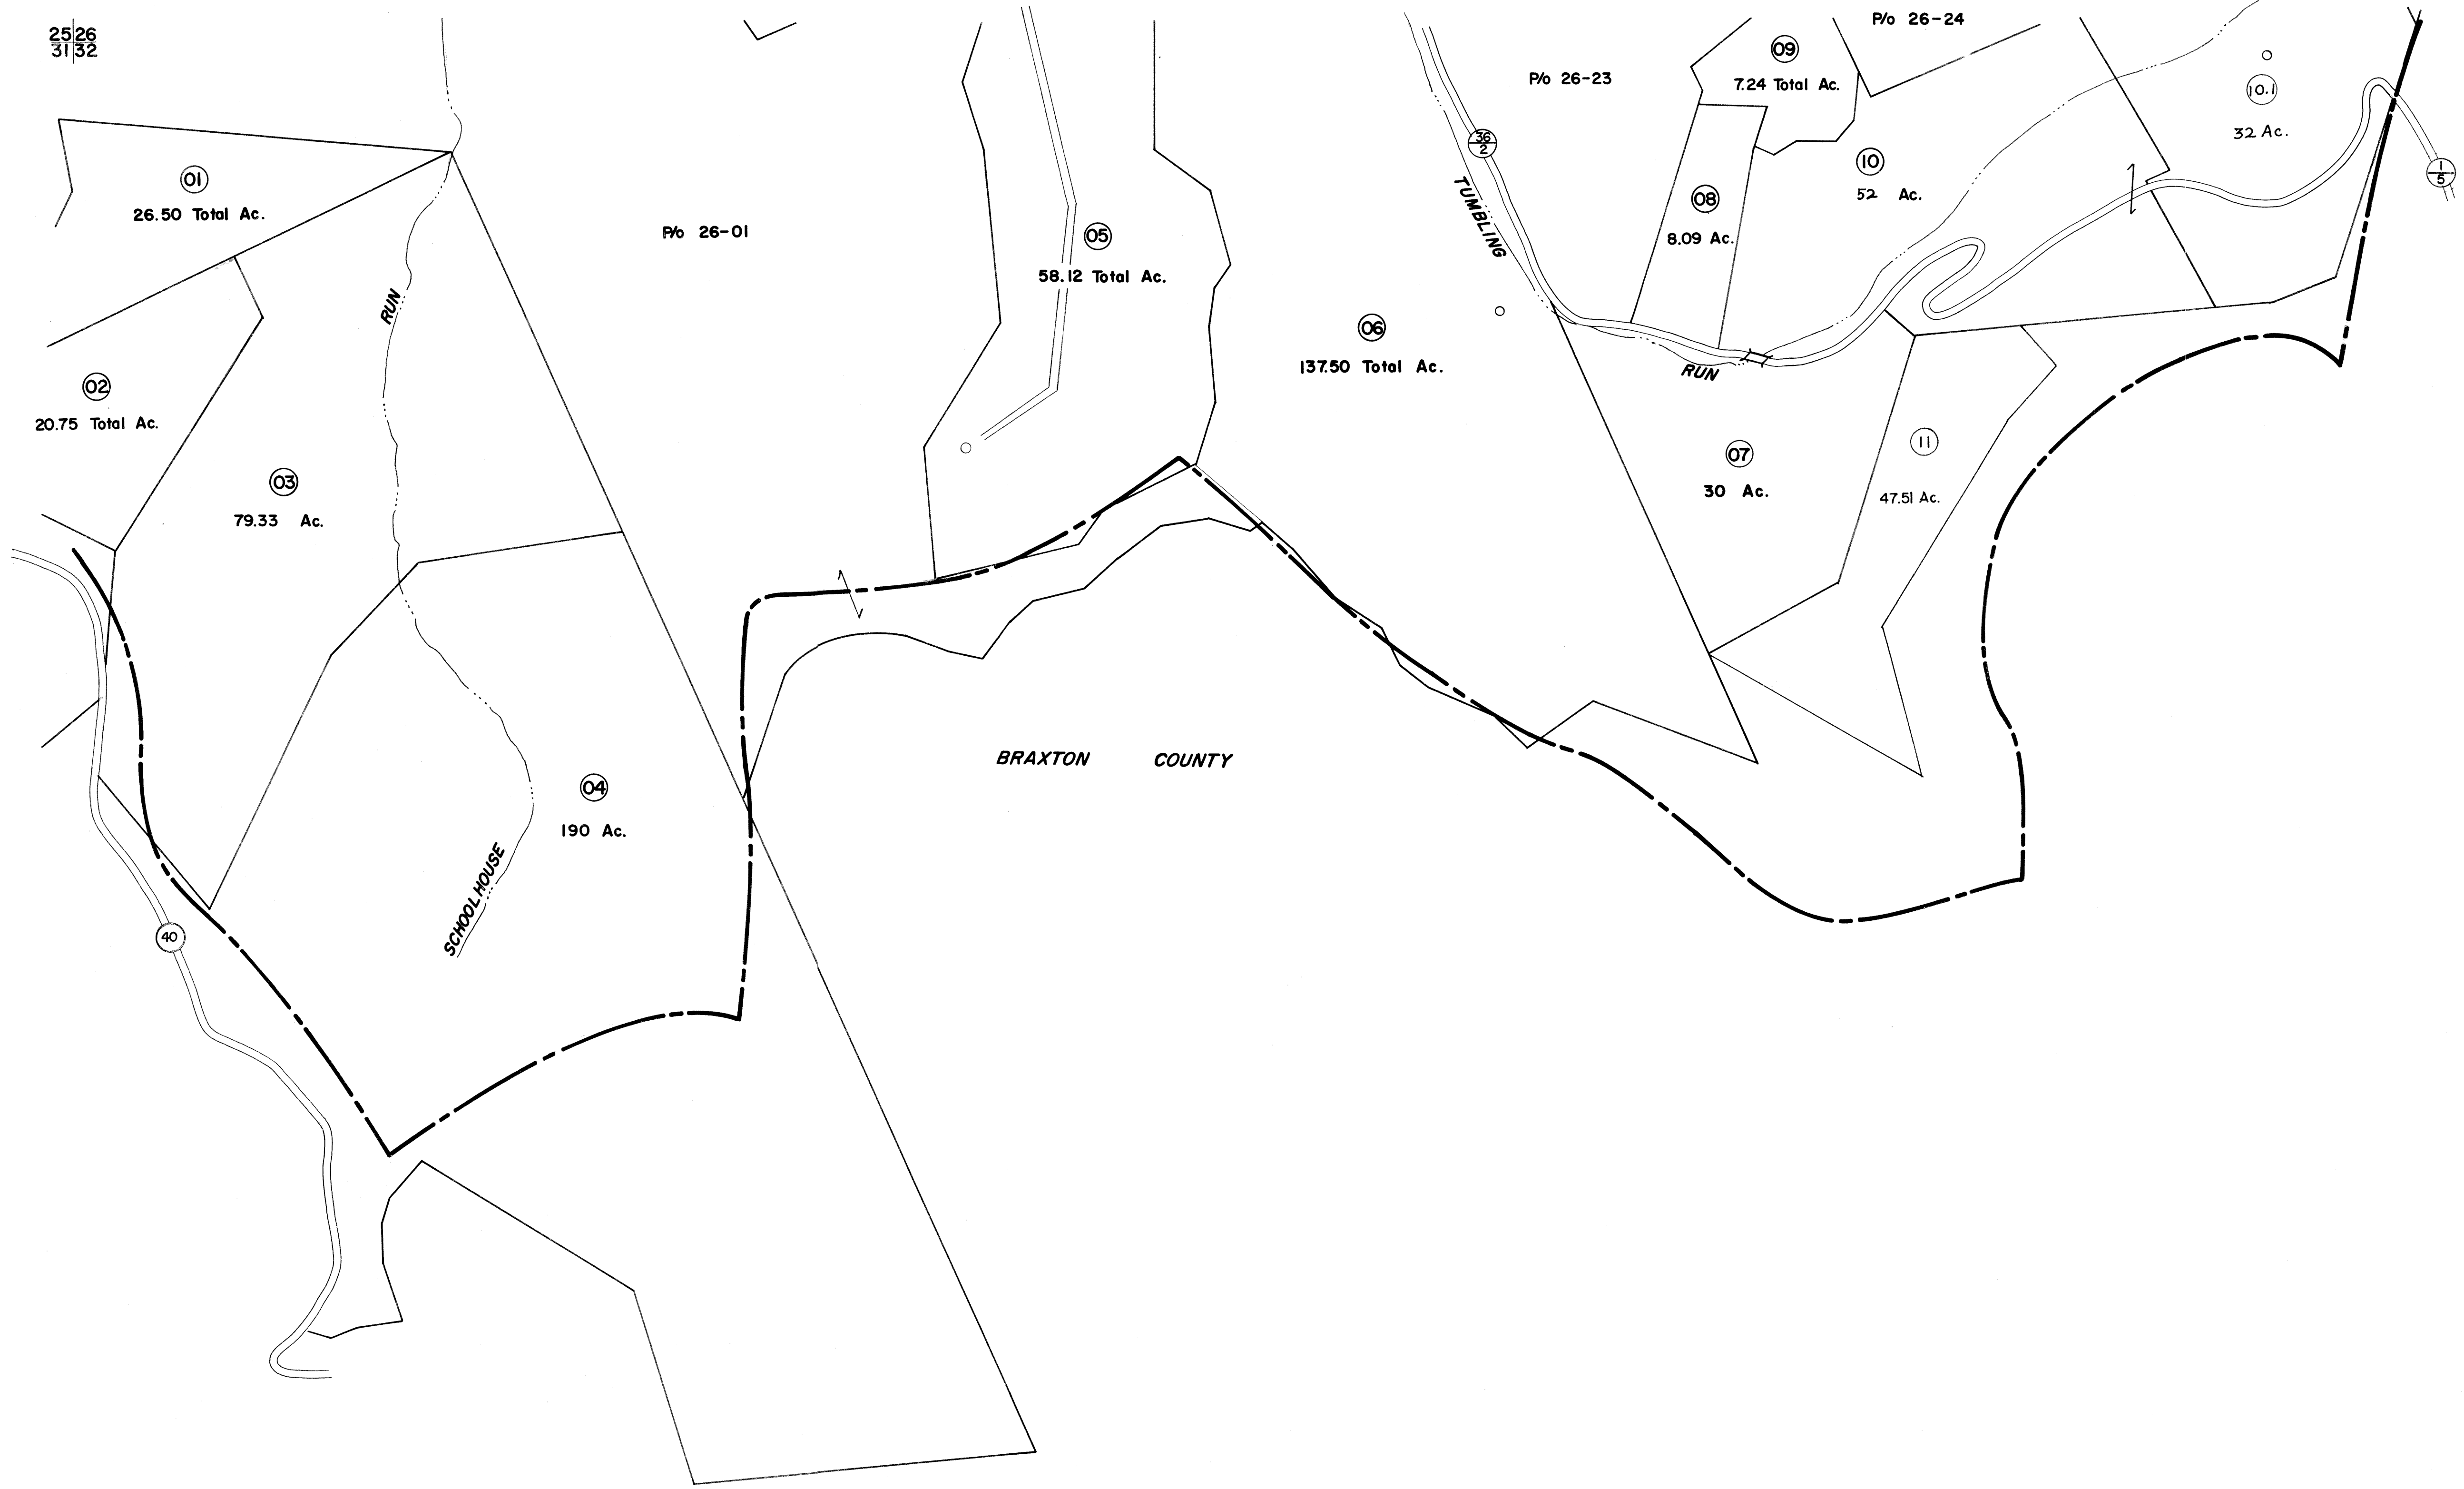 25 26
31 32
P/o 26-24
09
7.24 Total Ac.
P/o 26-23
10.1
32 Ac.
36
2
10
52 Ac.
1
5
01
26.50 Total Ac.
08
8.09 Ac.
TUMBLING
P/o 26-01
05
58.12 Total Ac.
RUN
06
137.50 Total Ac.
RUN
02
20.75 Total Ac.
07
30 Ac.
11
47.51 Ac.
03
79.33 Ac.
BRAXTON COUNTY
04
190 Ac.
SCHOOLHOUSE
40